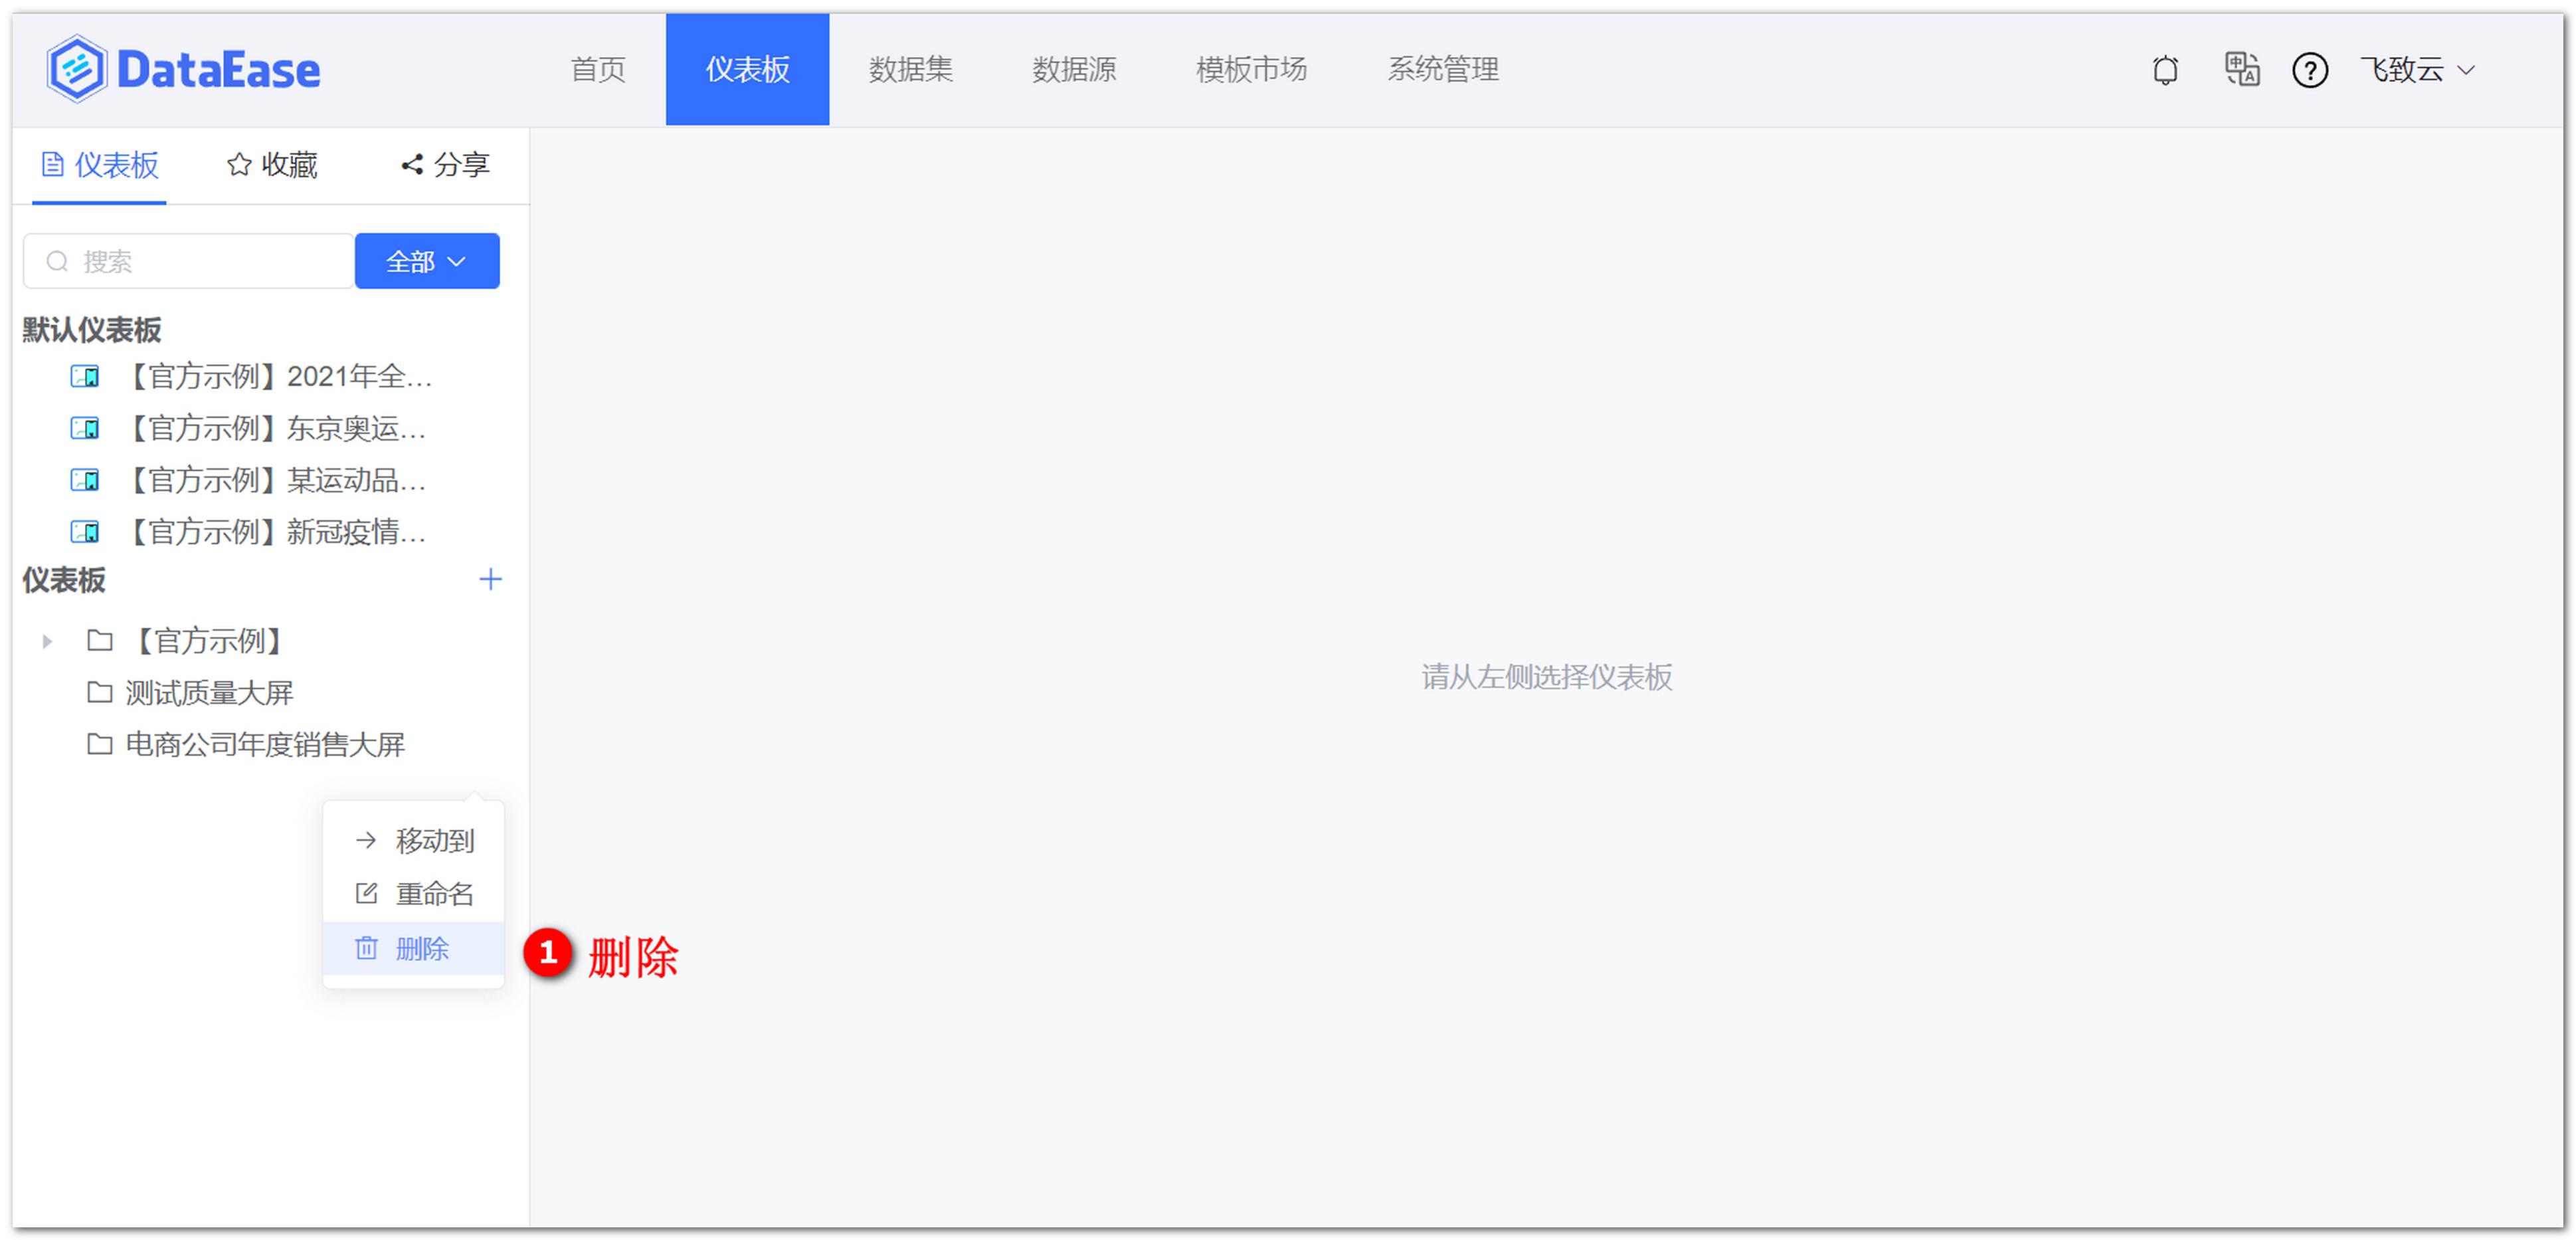 DataEase 首页 仪表板 数据集 数据源 模板市场 系统管理 飞致云
仪表板 收藏 分享
搜索 全部
默认仪表板
【官方示例】2021年全...
【官方示例】东京奥运...
【官方示例】某运动品...
【官方示例】新冠疫情...
仪表板
【官方示例】
测试质量大屏
电商公司年度销售大屏
请从左侧选择仪表板
移动到
重命名
删除
1 删除